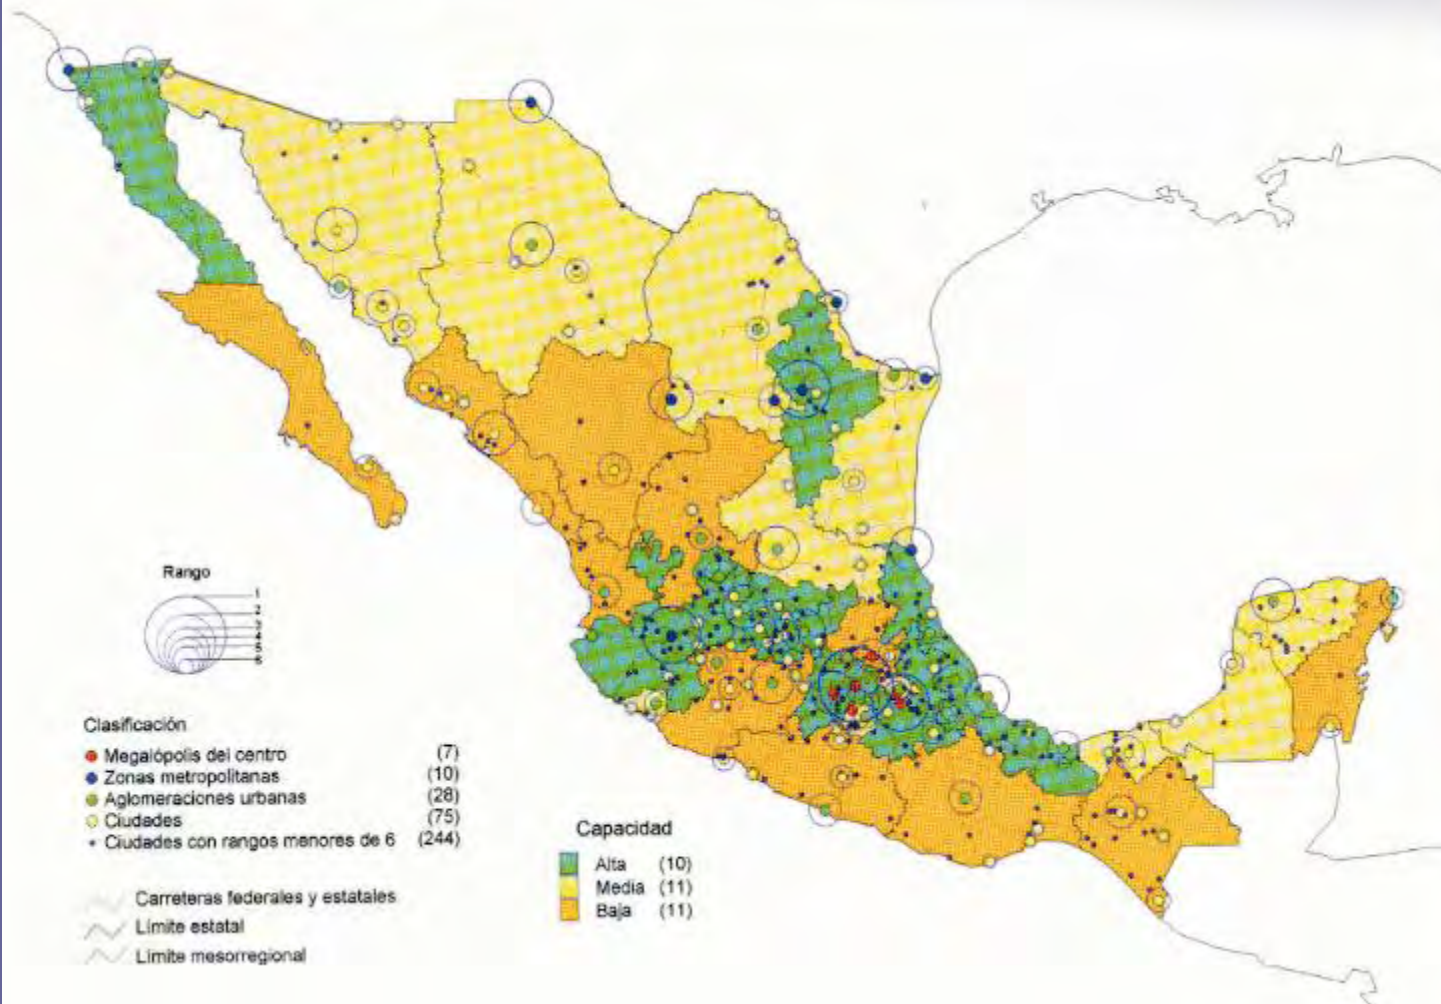 Rango
1
2
3
4
5
6
Clasificación
Megalópolis del centro (7)
Zonas metropolitanas (10)
Aglomeraciones urbanas (28)
Ciudades (75)
Ciudades con rangos menores de 6 (244)
Carreteras federales y estatales
Límite estatal
Límite mesorregional
Capacidad
Alta (10)
Media (11)
Baja (11)